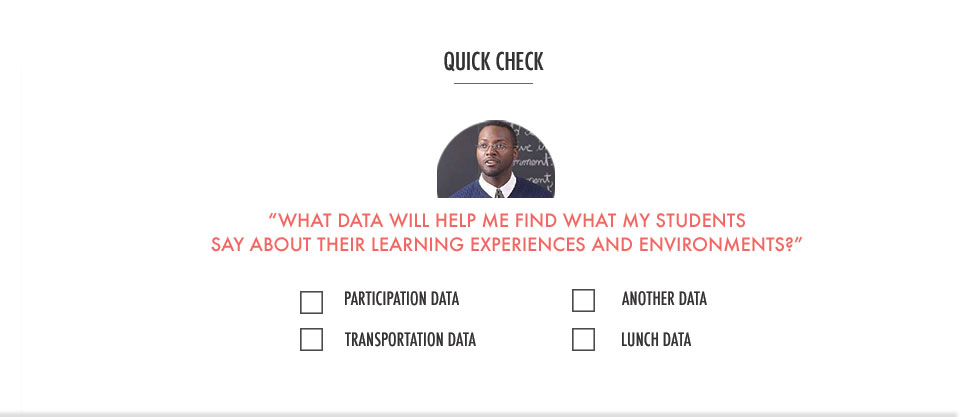 QUICK CHECK
“WHAT DATA WILL HELP ME FIND WHAT MY STUDENTS
SAY ABOUT THEIR LEARNING EXPERIENCES AND ENVIRONMENTS?”
PARTICIPATION DATA
ANOTHER DATA
TRANSPORTATION DATA
LUNCH DATA